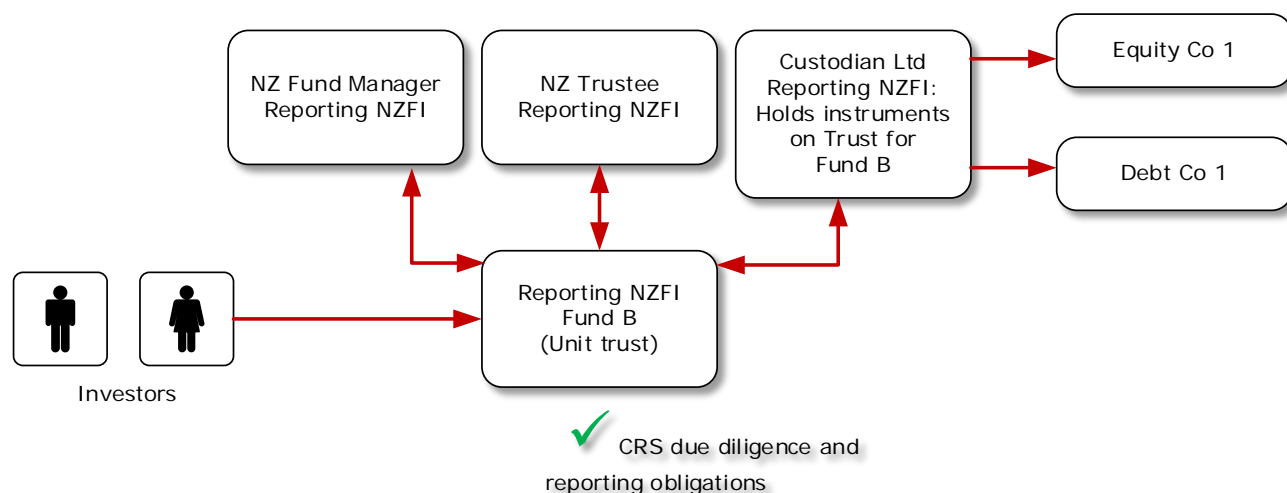 NZ Fund Manager
Reporting NZFI
NZ Trustee
Reporting NZFI
Custodian Ltd
Reporting NZFI:
Holds instruments
on Trust for
Fund B
Equity Co 1
Debt Co 1
Investors
Reporting NZFI
Fund B
(Unit trust)
CRS due diligence and
reporting obligations